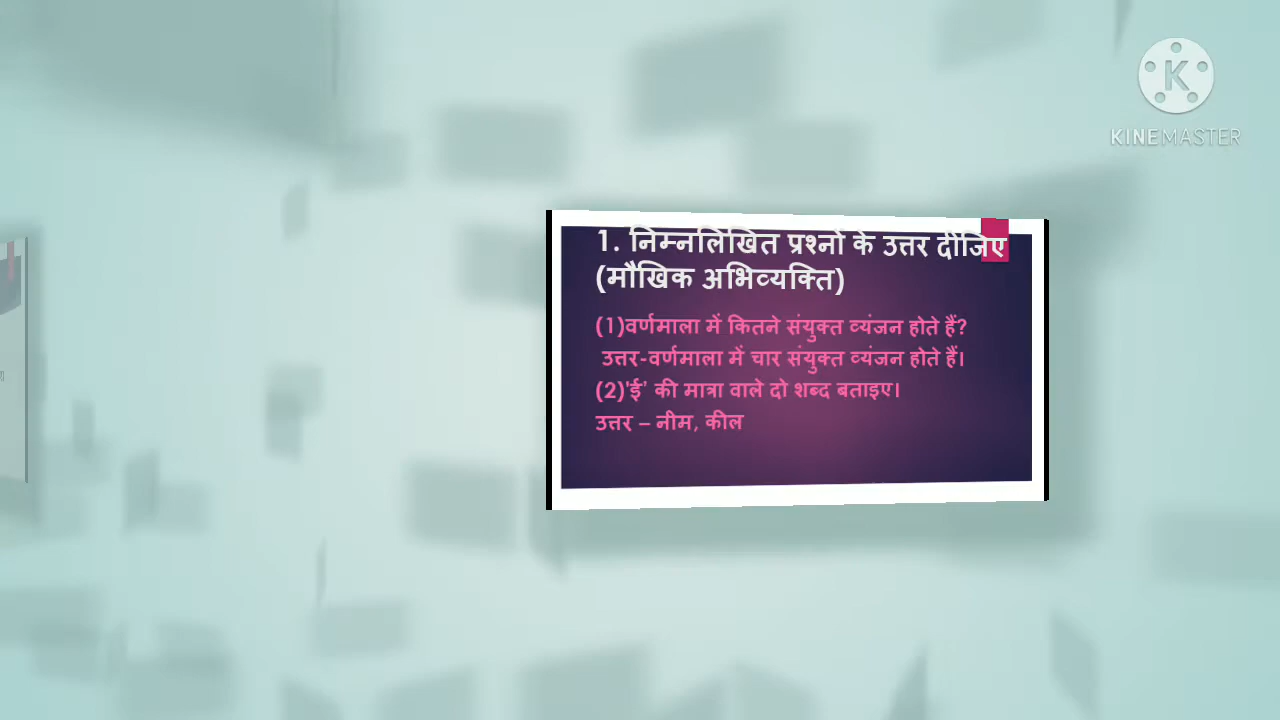 KINEMASTER
1. निम्नलिखित प्रश्नों के उत्तर दीजिए
(मौखिक अभिव्यक्ति)
(1)वर्णमाला में कितने संयुक्त व्यंजन होते हैं?
उत्तर-वर्णमाला में चार संयुक्त व्यंजन होते हैं।
(2)'ई' की मात्रा वाले दो शब्द बताइए।
उत्तर – नीम, कील